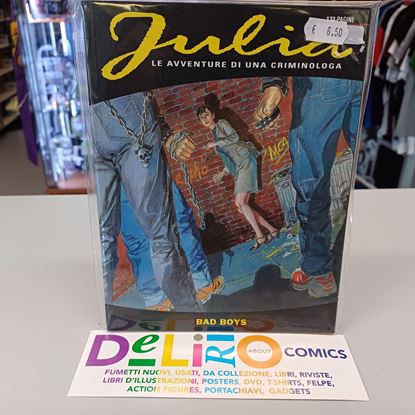 Julia
132 PAGINE
€ 6,50
LE AVVENTURE DI UNA CRIMINOLOGA
BAD BOYS
DeLiRiO ABOUT COMICS
FUMETTI NUOVI, USATI, DA COLLEZIONE, LIBRI, RIVISTE,
LIBRI D'ILLUSTRAZIONI, POSTERS, DVD, T-SHIRTS, FELPE,
ACTION FIGURES, PORTACHIAVI, GADGETS